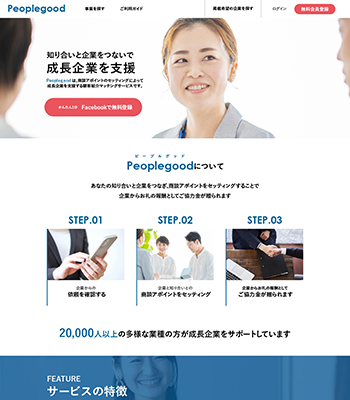 Peoplegood 事業を探す ご利用ガイド 掲載希望の企業を探す ログイン 無料会員登録
知り合いと企業をつないで
成長企業を支援
Peoplegoodは、商談アポイントのセッティングによって
成長企業を支援する顧客紹介マッチングサービスです。
かんたん1分 Facebookで無料登録
ピープルグッド
Peoplegoodについて
あなたの知り合いと企業をつなぎ、商談アポイントをセッティングすることで
企業からお礼の報酬としてご協力金が贈られます
STEP.01 STEP.02 STEP.03
企業からの
依頼を確認する
企業と知り合いとの
商談アポイントをセッティング
企業からお礼の報酬として
ご協力金が贈られます
20,000人以上の多様な業種の方が成長企業をサポートしています
FEATURE
サービスの特徴